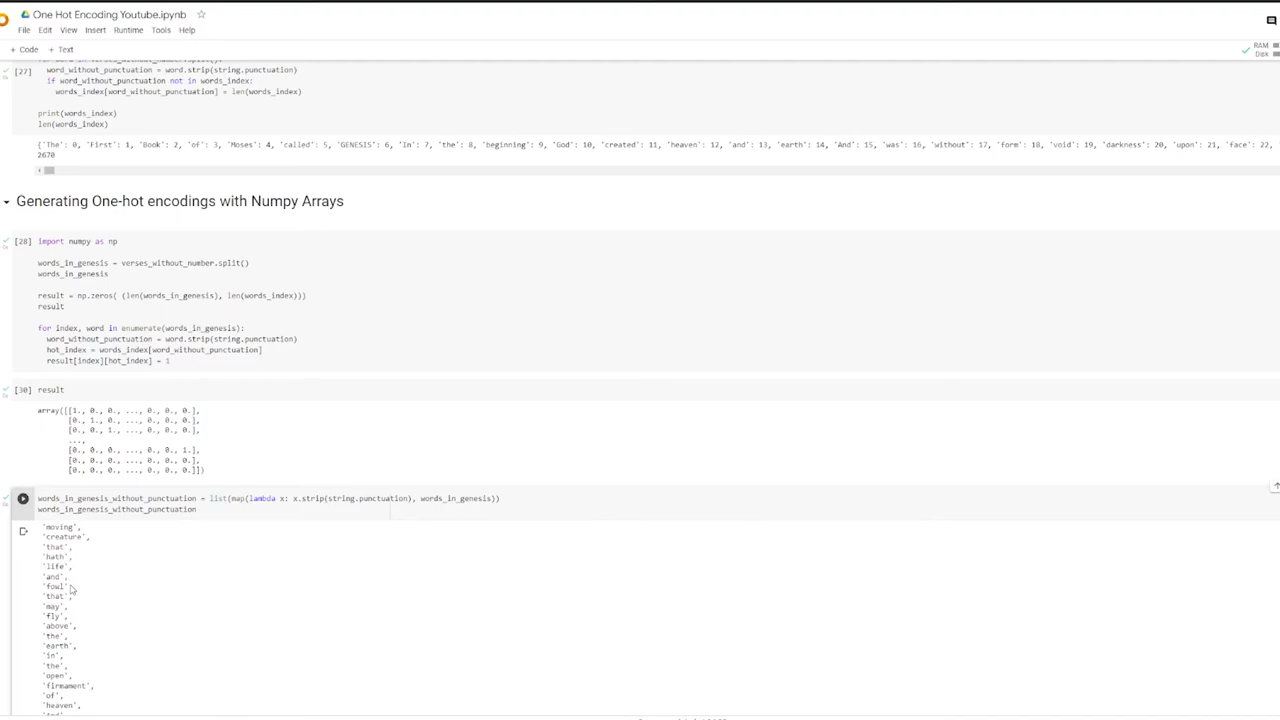 One Hot Encoding Youtube.ipynb
File Edit View Insert Runtime Tools Help
+ Code + Text
RAM
Disk
[27]
word_without_punctuation = word.strip(string.punctuation)
if word_without_punctuation not in words_index:
words_index[word_without_punctuation] = len(words_index)
print(words_index)
len(words_index)
{'The': 0, 'First': 1, 'Book': 2, 'of': 3, 'Moses': 4, 'called': 5, 'GENESIS': 6, 'In': 7, 'the': 8, 'beginning': 9, 'God': 10, 'created': 11, 'heaven': 12, 'and': 13, 'earth': 14, 'And': 15, 'was': 16, 'without': 17, 'form': 18, 'void': 19, 'darkness': 20, 'upon': 21, 'face': 22,
2670
Generating One-hot encodings with Numpy Arrays
[28] import numpy as np
words_in_genesis = verses_without_number.split()
words_in_genesis
result = np.zeros( (len(words_in_genesis), len(words_index)))
result
for index, word in enumerate(words_in_genesis):
word_without_punctuation = word.strip(string.punctuation)
hot_index = words_index[word_without_punctuation]
result[index][hot_index] = 1
[30] result
array([[1., 0., 0., ..., 0., 0., 0.],
[0., 1., 0., ..., 0., 0., 0.],
[0., 0., 1., ..., 0., 0., 0.],
...,
[0., 0., 0., ..., 0., 0., 1.],
[0., 0., 0., ..., 0., 0., 0.],
[0., 0., 0., ..., 0., 0., 0.]])
words_in_genesis_without_punctuation = list(map(lambda x: x.strip(string.punctuation), words_in_genesis))
words_in_genesis_without_punctuation
'moving',
'creature',
'that',
'hath',
'life',
'and',
'fowl',
'that',
'may',
'fly',
'above',
'the',
'earth',
'in',
'the',
'open',
'firmament',
'of',
'heaven',